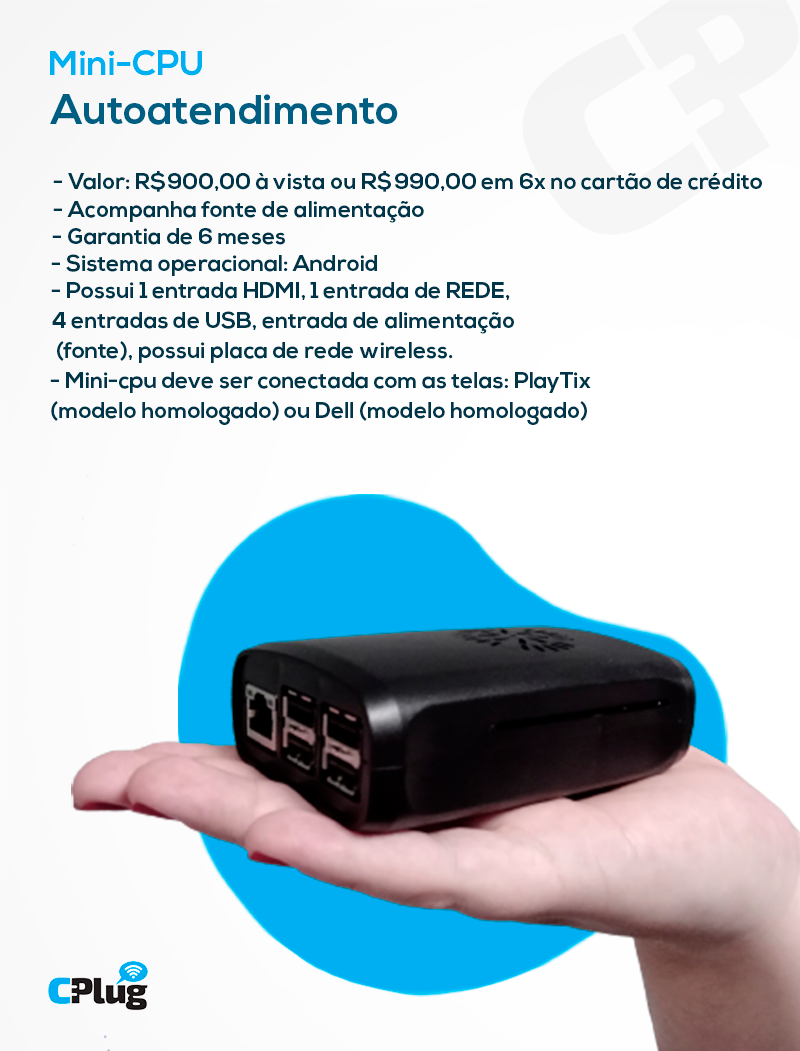 Mini-CPU
Autoatendimento
- Valor: R$900,00 à vista ou R$990,00 em 6x no cartão de crédito
- Acompanha fonte de alimentação
- Garantia de 6 meses
- Sistema operacional: Android
- Possui 1 entrada HDMI, 1 entrada de REDE,
4 entradas de USB, entrada de alimentação
(fonte), possui placa de rede wireless.
- Mini-cpu deve ser conectada com as telas: PlayTix
(modelo homologado) ou Dell (modelo homologado)
CPlug